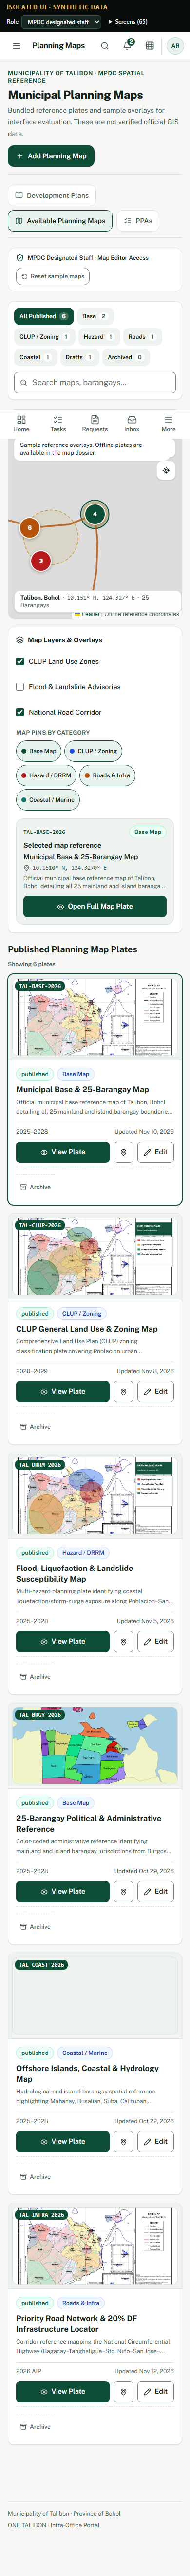 ISOLATED UI · SYNTHETIC DATA
Role MPDC designated staff ▶ Screens (65)
Planning Maps 2 AR
MUNICIPALITY OF TALIBON · MPDC SPATIAL
REFERENCE
Municipal Planning Maps
Bundled reference plates and sample overlays for
interface evaluation. These are not verified official GIS
data.
+ Add Planning Map
Development Plans
Available Planning Maps PPAs
MPDC Designated Staff · Map Editor Access
Reset sample maps
All Published 6 Base 2
CLUP / Zoning 1 Hazard 1 Roads 1
Coastal 1 Drafts 1 Archived 0
Search maps, barangays...
Home Tasks Requests Inbox More
Sample reference overlays. Offline plates are
available in the map dossier.
4
6
3
Talibon, Bohol · 10.151° N, 124.327° E · 25
Barangays
Leaflet | Offline reference coordinates
Map Layers & Overlays
CLUP Land Use Zones
Flood & Landslide Advisories
National Road Corridor
MAP PINS BY CATEGORY
Base Map CLUP / Zoning
Hazard / DRRM Roads & Infra
Coastal / Marine
TAL-BASE-2026 Base Map
Selected map reference
Municipal Base & 25-Barangay Map
10.1510° N, 124.3270° E
Official municipal base reference map of Talibon,
Bohol detailing all 25 mainland and island baranga...
Open Full Map Plate
Published Planning Map Plates
Showing 6 plates
TAL-BASE-2026
published Base Map
Municipal Base & 25-Barangay Map
Official municipal base reference map of Talibon, Bohol
detailing all 25 mainland and island barangay boundarie...
2025–2028 Updated Nov 10, 2026
View Plate Edit
Archive
TAL-CLUP-2026
published CLUP / Zoning
CLUP General Land Use & Zoning Map
Comprehensive Land Use Plan (CLUP) zoning
classification plate covering Poblacion urban...
2020–2029 Updated Nov 8, 2026
View Plate Edit
Archive
TAL-DRRM-2026
published Hazard / DRRM
Flood, Liquefaction & Landslide
Susceptibility Map
Multi-hazard planning plate identifying coastal
liquefaction/storm-surge exposure along Poblacion–San...
2025–2028 Updated Nov 5, 2026
View Plate Edit
Archive
TAL-BRGY-2026
published Base Map
25-Barangay Political & Administrative
Reference
Color-coded administrative reference identifying
mainland and island barangay jurisdictions from Burgos...
2025–2028 Updated Oct 29, 2026
View Plate Edit
Archive
TAL-COAST-2026
published Coastal / Marine
Offshore Islands, Coastal & Hydrology
Map
Hydrological and island-barangay spatial reference
highlighting Mahanay, Busalian, Suba, Calituban,...
2025–2028 Updated Oct 22, 2026
View Plate Edit
Archive
TAL-INFRA-2026
published Roads & Infra
Priority Road Network & 20% DF
Infrastructure Locator
Corridor reference mapping the National Circumferential
Highway (Bagacay–Tanghaligue–Sto. Niño–San Jose–...
2026 AIP Updated Nov 12, 2026
View Plate Edit
Archive
Municipality of Talibon · Province of Bohol
ONE TALIBON · Intra-Office Portal